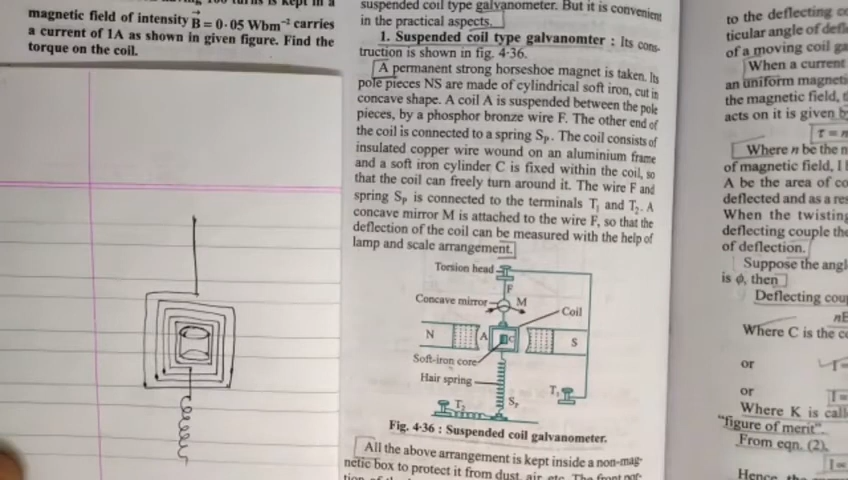 magnetic field of intensity B = 0·05 Wbm⁻² carries
a current of 1A as shown in given figure. Find the
torque on the coil.
suspended coil type galvanometer. But it is convenient
in the practical aspects.
1. Suspended coil type galvanomter : Its cons-
truction is shown in fig. 4·36.
A permanent strong horseshoe magnet is taken. Its
pole pieces NS are made of cylindrical soft iron, cut in
concave shape. A coil A is suspended between the pole
pieces, by a phosphor bronze wire F. The other end of
the coil is connected to a spring Sp. The coil consists of
insulated copper wire wound on an aluminium frame
and a soft iron cylinder C is fixed within the coil, so
that the coil can freely turn around it. The wire F and
spring Sp is connected to the terminals T₁ and T₂. A
concave mirror M is attached to the wire F, so that the
deflection of the coil can be measured with the help of
lamp and scale arrangement.
Torsion head
F
Concave mirror
M
Coil
N
A
C
S
Soft-iron core
Hair spring
T₁
T₂
Sp
Fig. 4·36 : Suspended coil galvanometer.
All the above arrangement is kept inside a non-mag-
netic box to protect it from dust, air, etc. The front
to the deflecting
ticular angle of
of a moving coil
When a current
an uniform
the magnetic field,
acts on it is given
τ =
Where n be the
of magnetic field,
A be the area of
deflected and as a
When the twisting
deflecting couple
of deflection.
Suppose the
is ϕ, then
Deflecting
Where C is the
or
or
Where K is
"figure of merit".
From eqn. (2),
I =
Hence